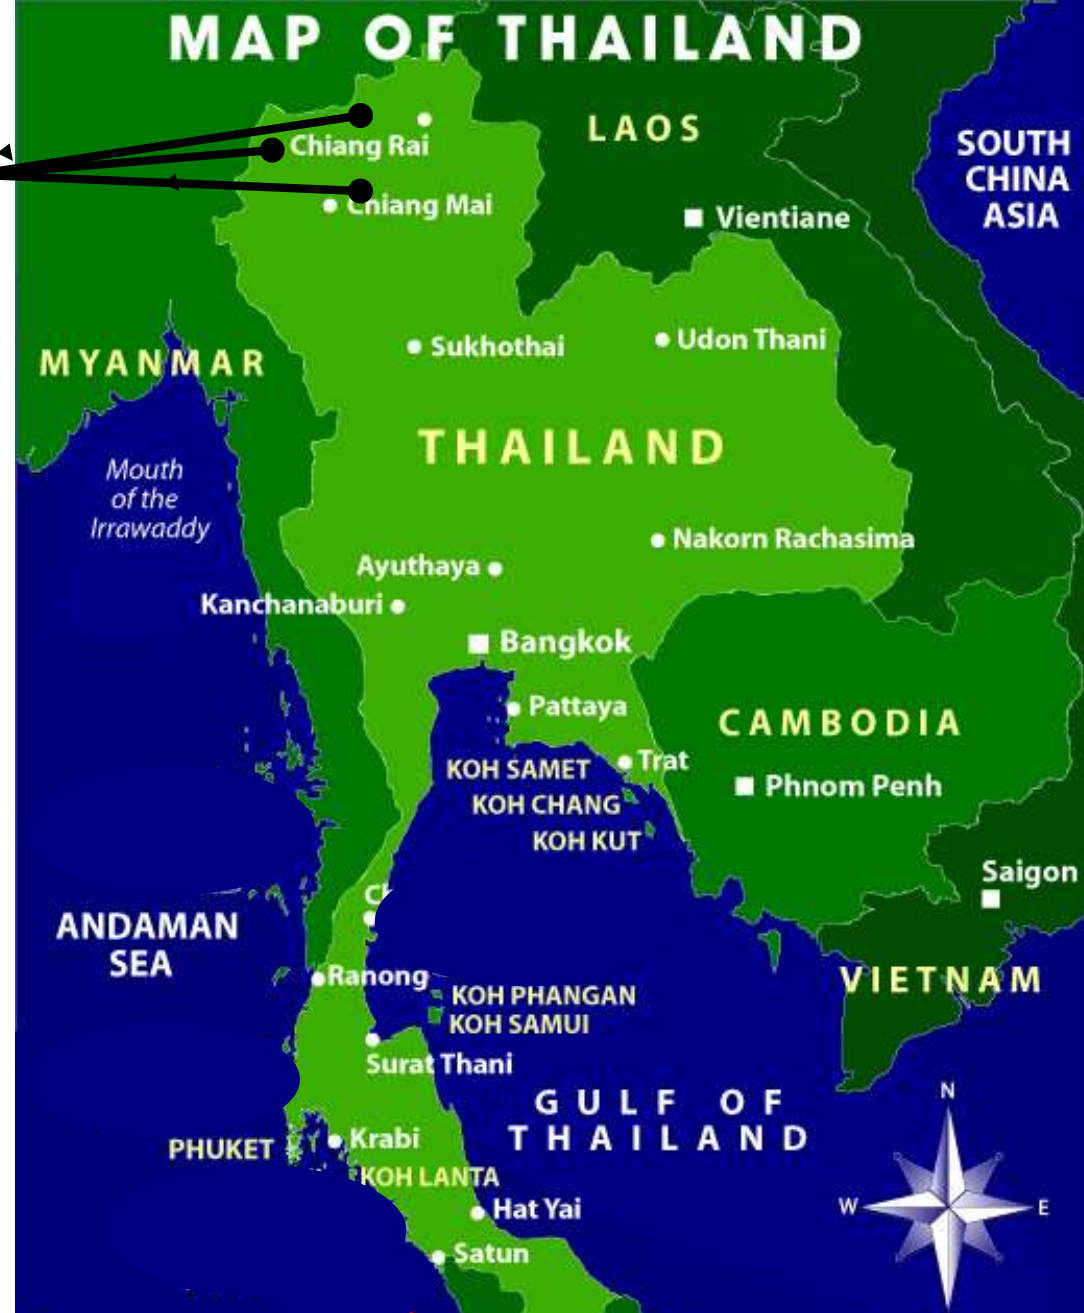 MAP OF THAILAND
LAOS
SOUTH
CHINA
ASIA
Chiang Rai
Chiang Mai
Vientiane
Sukhothai
Udon Thani
MYANMAR
THAILAND
Mouth
of the
Irrawaddy
Nakorn Rachasima
Ayuthaya
Kanchanaburi
Bangkok
Pattaya
CAMBODIA
Trat
KOH SAMET
Phnom Penh
KOH CHANG
KOH KUT
Saigon
ANDAMAN
SEA
Ranong
VIETNAM
KOH PHANGAN
KOH SAMUI
Surat Thani
GULF OF
THAILAND
N
W
E
Krabi
PHUKET
KOH LANTA
Hat Yai
Satun